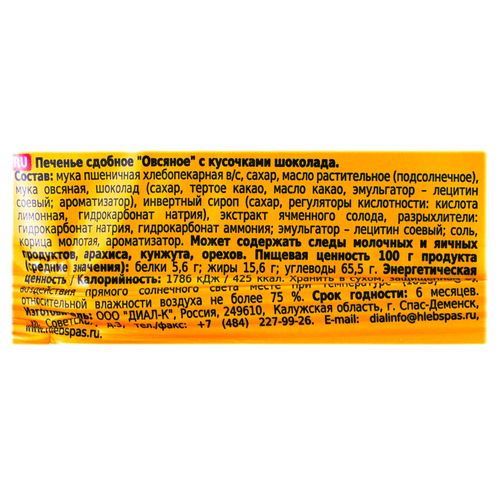 RU Печенье сдобное "Овсяное" с кусочками шоколада.
Состав: мука пшеничная хлебопекарная в/с, сахар, масло растительное (подсолнечное),
мука овсяная, шоколад (сахар, тертое какао, масло какао, эмульгатор – лецитин
соевый; ароматизатор), инвертный сироп (сахар, регуляторы кислотности: кислота
лимонная, гидрокарбонат натрия), экстракт ячменного солода, разрыхлители:
гидрокарбонат натрия, гидрокарбонат аммония; эмульгатор – лецитин соевый; соль,
корица молотая, ароматизатор. Может содержать следы молочных и яичных
продуктов, арахиса, кунжута, орехов. Пищевая ценность 100 г продукта
(средние значения): белки 5,6 г; жиры 15,6 г; углеводы 65,5 г. Энергетическая
ценность / Калорийность: 1786 кДж / 425 ккал. Хранить в сухом,
воздействия прямого солнечного света месте при температуре
относительной влажности воздуха не более 75 %. Срок годности: 6 месяцев.
Изготовитель: ООО "ДИАЛ-К", Россия, 249610, Калужская область, г. Спас-Деменск,
Советская, д.3, тел./факс: +7 (484) 227-99-26. E-mail: dialinfo@hlebspas.ru,
hlebspas.ru.